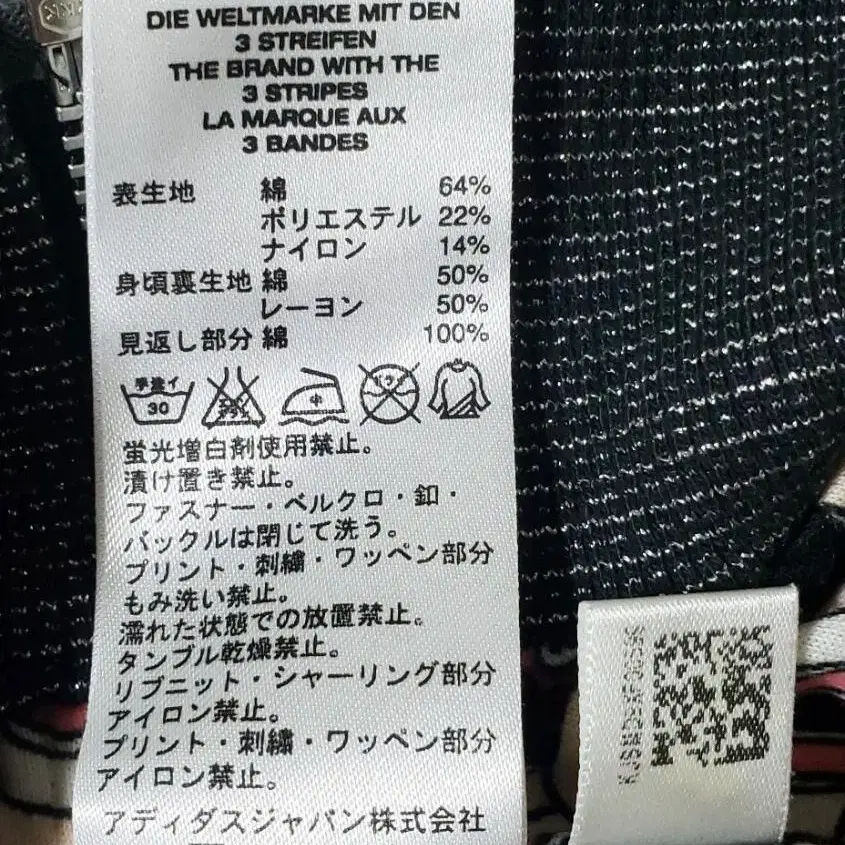 DIE WELTMARKE MIT DEN
3 STREIFEN
THE BRAND WITH THE
3 STRIPES
LA MARQUE AUX
3 BANDES
表生地 綿 64%
ポリエステル 22%
ナイロン 14%
身頃裏生地 綿 50%
レーヨン 50%
見返し部分 綿 100%
手洗イ
30
中
蛍光増白剤使用禁止。
漬け置き禁止。
ファスナー・ベルクロ・釦・
バックルは閉じて洗う。
プリント・刺繍・ワッペン部分
もみ洗い禁止。
濡れた状態での放置禁止。
タンブル乾燥禁止。
リブニット・シャーリング部分
アイロン禁止。
プリント・刺繍・ワッペン部分
アイロン禁止。
アディダスジャパン株式会社